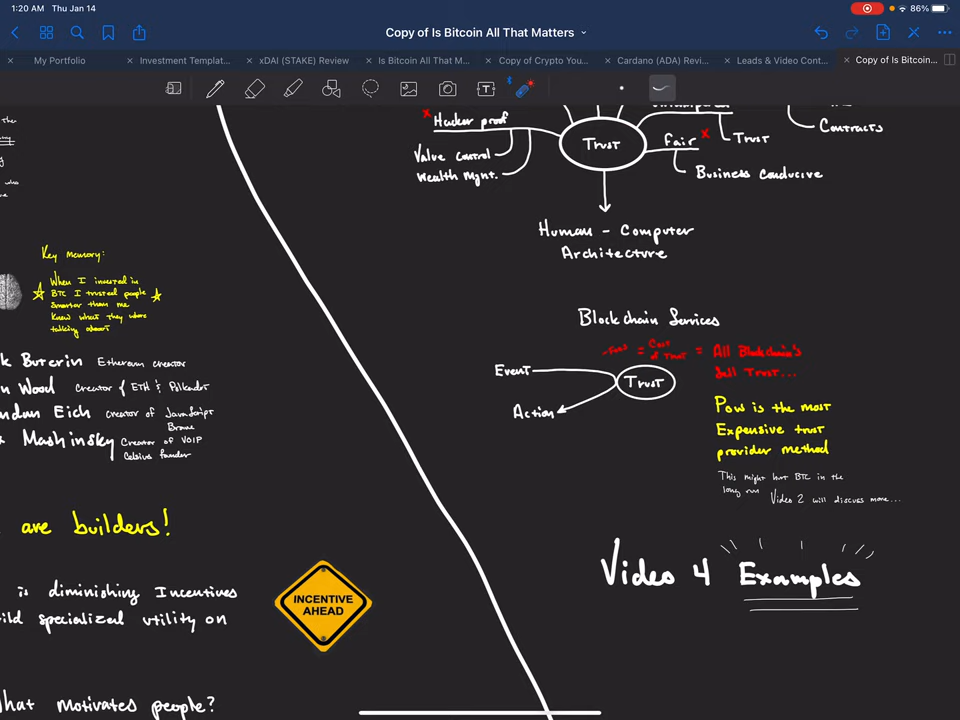 1:20 AM Thu Jan 14
86%
Copy of Is Bitcoin All That Matters
My Portfolio
Investment Templat...
xDAI (STAKE) Review
Is Bitcoin All That M...
Copy of Crypto You...
Cardano (ADA) Revi...
Leads & Video Cont...
Copy of Is Bitcoin...
Hacker proof
Value control
Wealth Mgmt.
Trust
Trust
Fair
Business Conducive
Contracts
Human - Computer
Architecture
Key memory:
When I invested in
BTC I trusted people
smarter than me
knew what they were
talking about
k Buterin Ethereum creator
n Wood Creator of ETH & Polkadot
ndan Eich creator of JavaScript
Brave
Mashinsky Creator of VOIP
Celsius founder
are builders!
is diminishing Incentives
ild specialized utility on
INCENTIVE
AHEAD
hat motivates people?
Blockchain Services
Event
Action
Trust
= Cost of Trust = All Blockchain's
Sell Trust...
PoW is the most
Expensive trust
provider method
This might hurt BTC in the
long run
Video 2 will discuss more...
Video 4 Examples